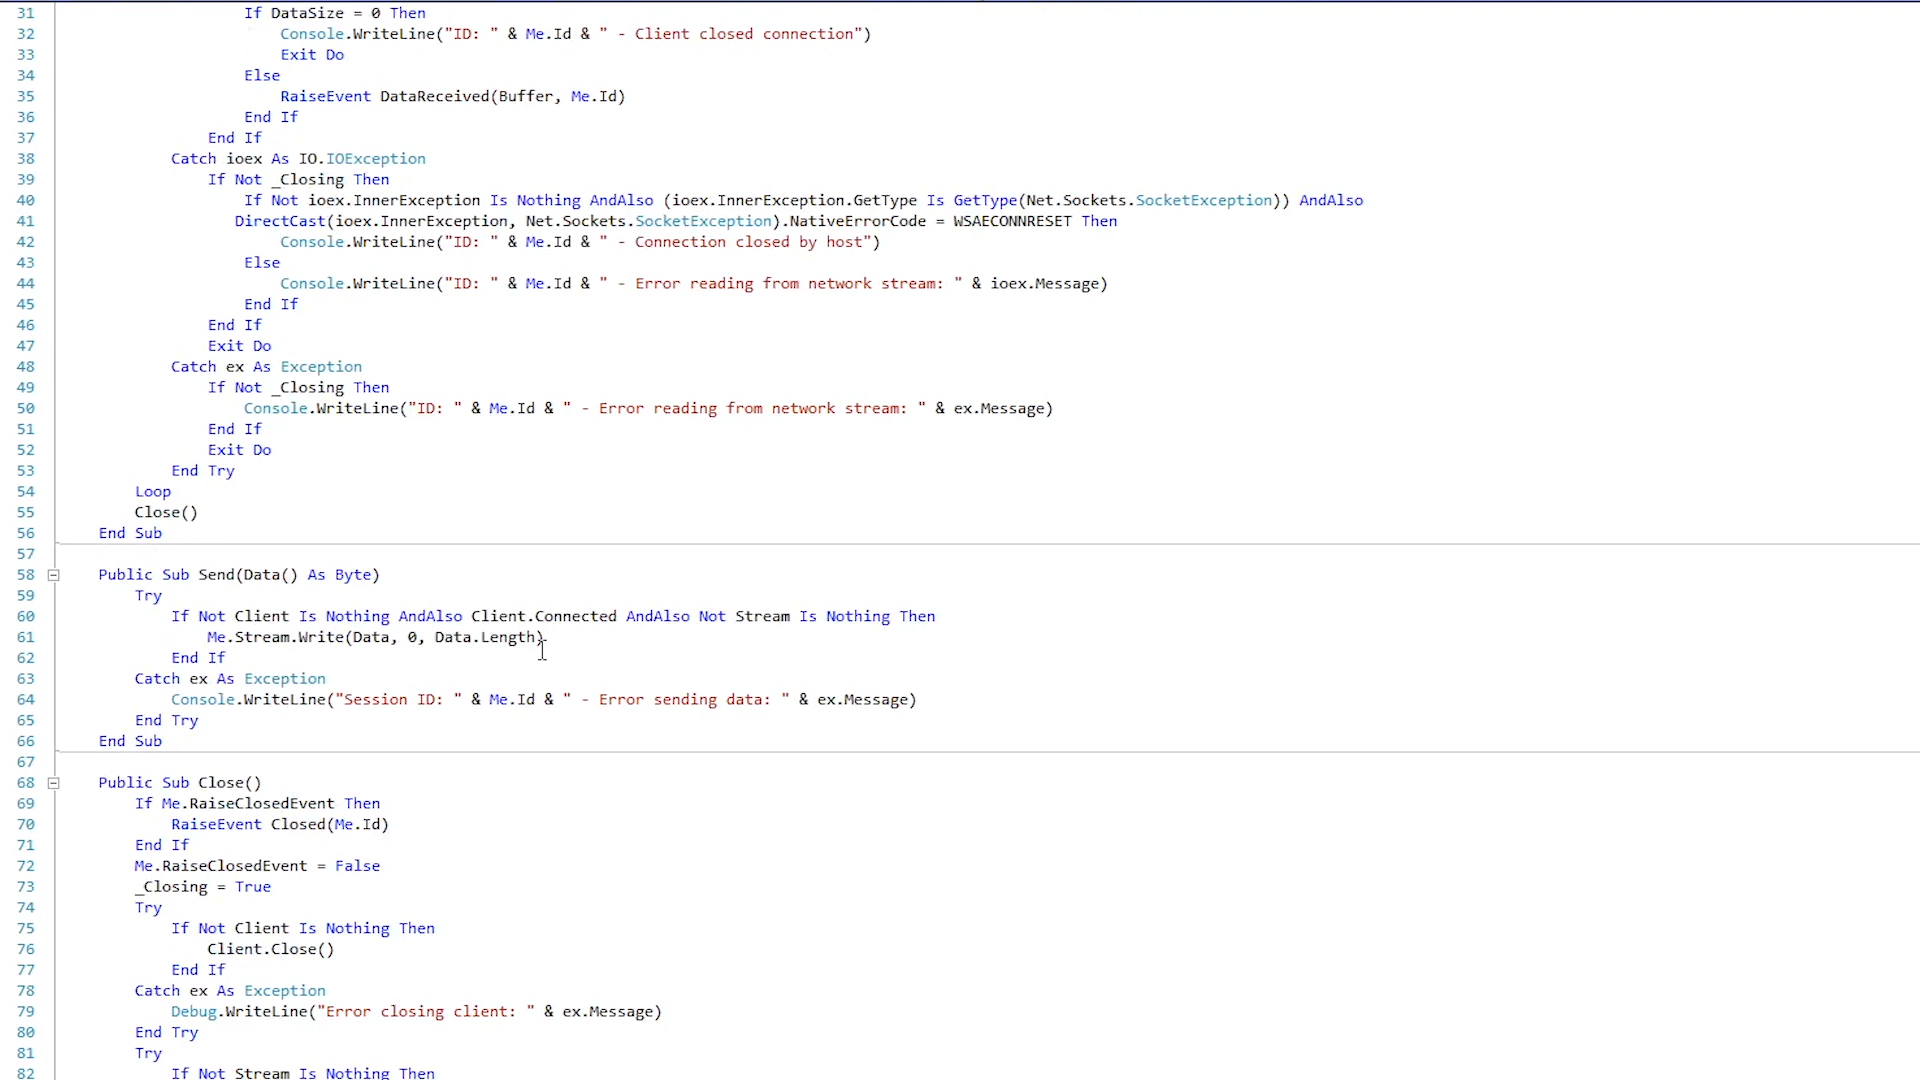 31 If DataSize = 0 Then
32 Console.WriteLine("ID: " & Me.Id & " - Client closed connection")
33 Exit Do
34 Else
35 RaiseEvent DataReceived(Buffer, Me.Id)
36 End If
37 End If
38 Catch ioex As IO.IOException
39 If Not _Closing Then
40 If Not ioex.InnerException Is Nothing AndAlso (ioex.InnerException.GetType Is GetType(Net.Sockets.SocketException)) AndAlso
41 DirectCast(ioex.InnerException, Net.Sockets.SocketException).NativeErrorCode = WSAECONNRESET Then
42 Console.WriteLine("ID: " & Me.Id & " - Connection closed by host")
43 Else
44 Console.WriteLine("ID: " & Me.Id & " - Error reading from network stream: " & ioex.Message)
45 End If
46 End If
47 Exit Do
48 Catch ex As Exception
49 If Not _Closing Then
50 Console.WriteLine("ID: " & Me.Id & " - Error reading from network stream: " & ex.Message)
51 End If
52 Exit Do
53 End Try
54 Loop
55 Close()
56 End Sub
57
58 Public Sub Send(Data() As Byte)
59 Try
60 If Not Client Is Nothing AndAlso Client.Connected AndAlso Not Stream Is Nothing Then
61 Me.Stream.Write(Data, 0, Data.Length)
62 End If
63 Catch ex As Exception
64 Console.WriteLine("Session ID: " & Me.Id & " - Error sending data: " & ex.Message)
65 End Try
66 End Sub
67
68 Public Sub Close()
69 If Me.RaiseClosedEvent Then
70 RaiseEvent Closed(Me.Id)
71 End If
72 Me.RaiseClosedEvent = False
73 _Closing = True
74 Try
75 If Not Client Is Nothing Then
76 Client.Close()
77 End If
78 Catch ex As Exception
79 Debug.WriteLine("Error closing client: " & ex.Message)
80 End Try
81 Try
82 If Not Stream Is Nothing Then